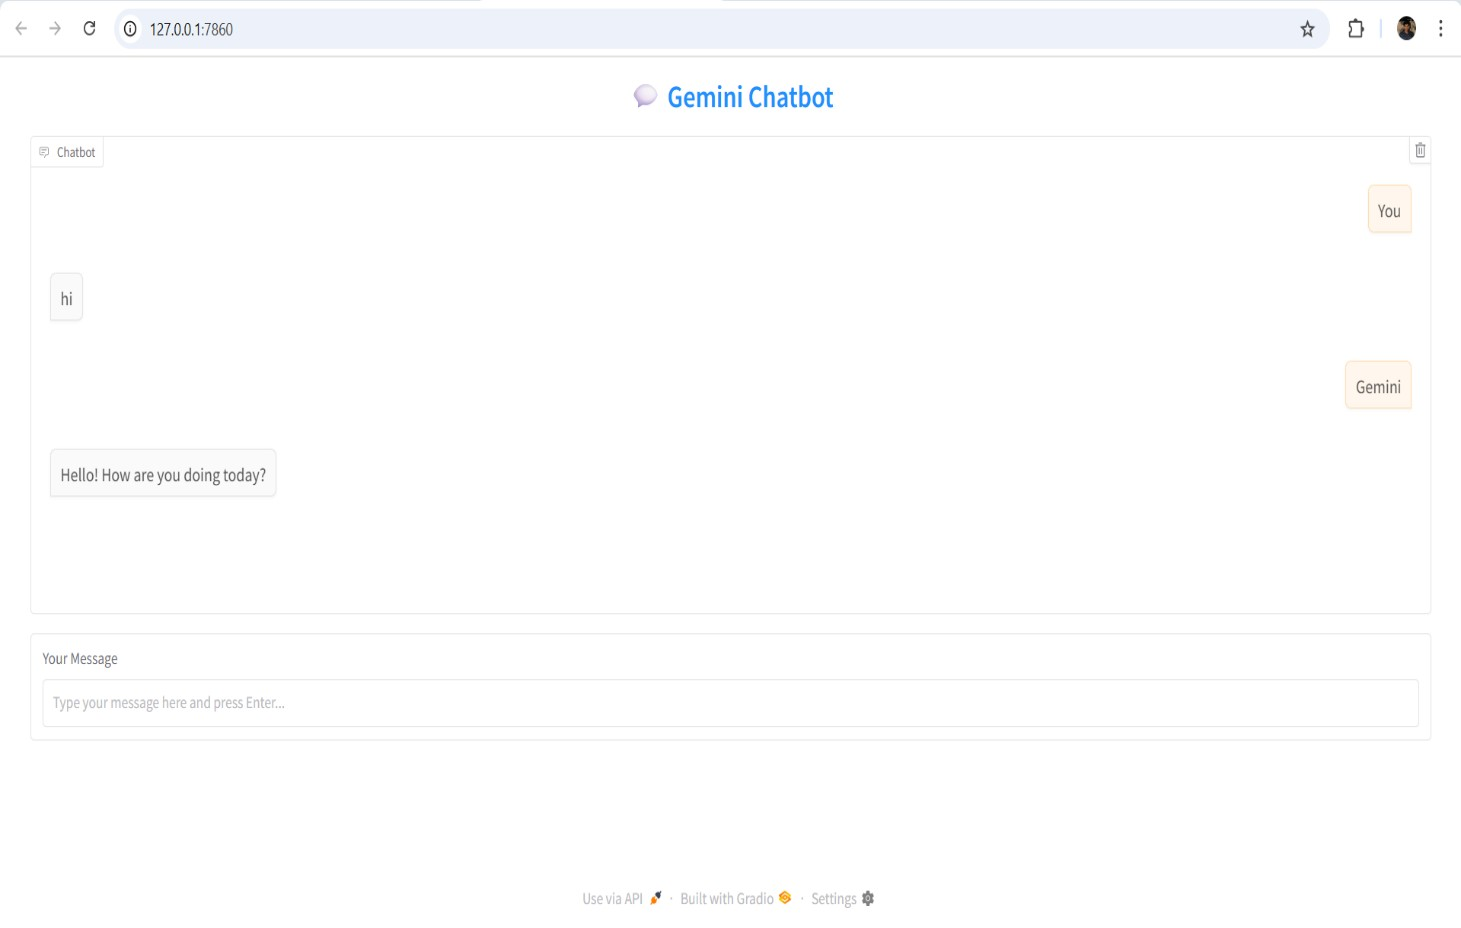 127.0.0.1:7860
Gemini Chatbot
Chatbot
You
hi
Gemini
Hello! How are you doing today?
Your Message
Type your message here and press Enter...
Use via API · Built with Gradio · Settings